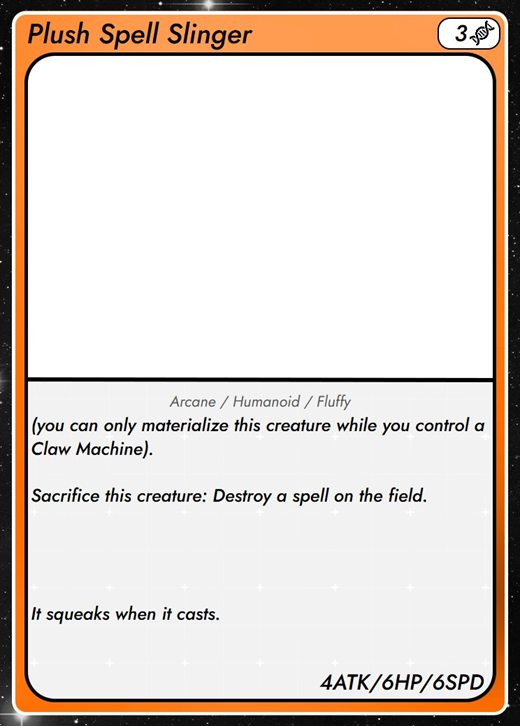 Plush Spell Slinger
3
Arcane / Humanoid / Fluffy
(you can only materialize this creature while you control a
Claw Machine).
Sacrifice this creature: Destroy a spell on the field.
It squeaks when it casts.
4ATK/6HP/6SPD